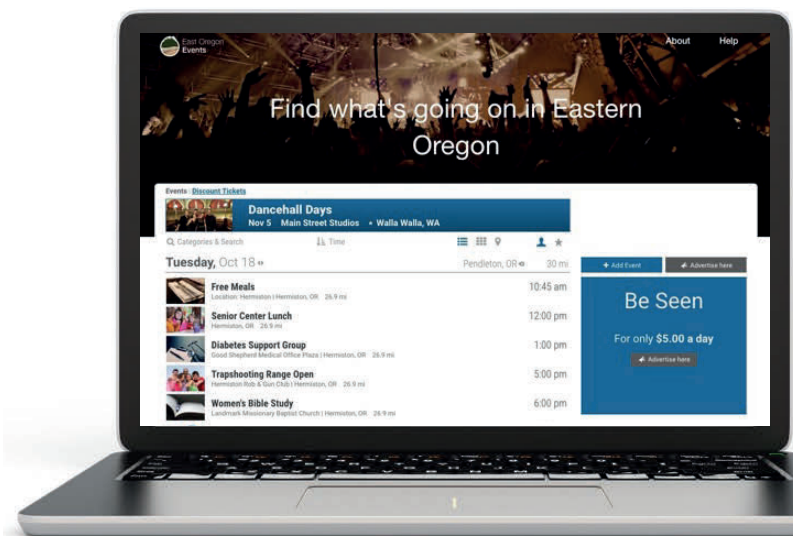 East Oregon
Events
About Help
Find what's going on in Eastern
Oregon
Events Discount Tickets
Dancehall Days
Nov 5 Main Street Studios • Walla Walla, WA
Categories & Search Time
Tuesday, Oct 18 Pendleton, OR 30 mi
+ Add Event Advertise here
Free Meals 10:45 am
Location: Hermiston | Hermiston, OR 26.9 mi
Senior Center Lunch 12:00 pm
Hermiston, OR 26.9 mi
Diabetes Support Group 1:00 pm
Good Shepherd Medical Office Plaza | Hermiston, OR 26.9 mi
Trapshooting Range Open 5:00 pm
Hermiston Rob & Gun Club | Hermiston, OR 26.9 mi
Women's Bible Study 6:00 pm
Landmark Missionary Baptist Church | Hermiston, OR 26.9 mi
Be Seen
For only $5.00 a day
Advertise here